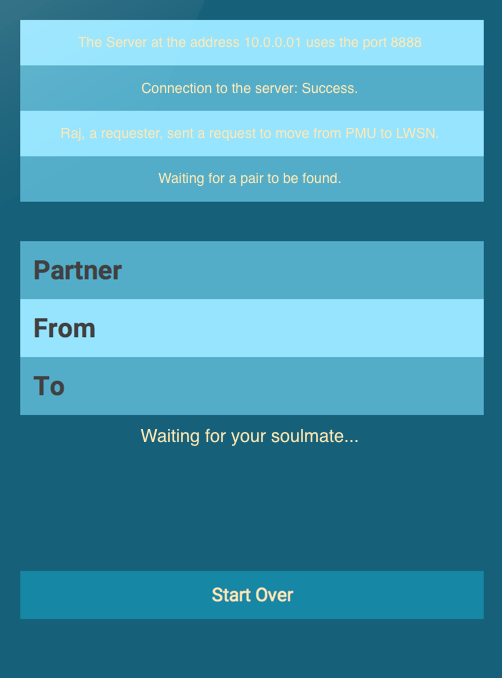 The Server at the address 10.0.0.01 uses the port 8888
Connection to the server: Success.
Raj, a requester, sent a request to move from PMU to LWSN.
Waiting for a pair to be found.
Partner
From
To
Waiting for your soulmate...
Start Over